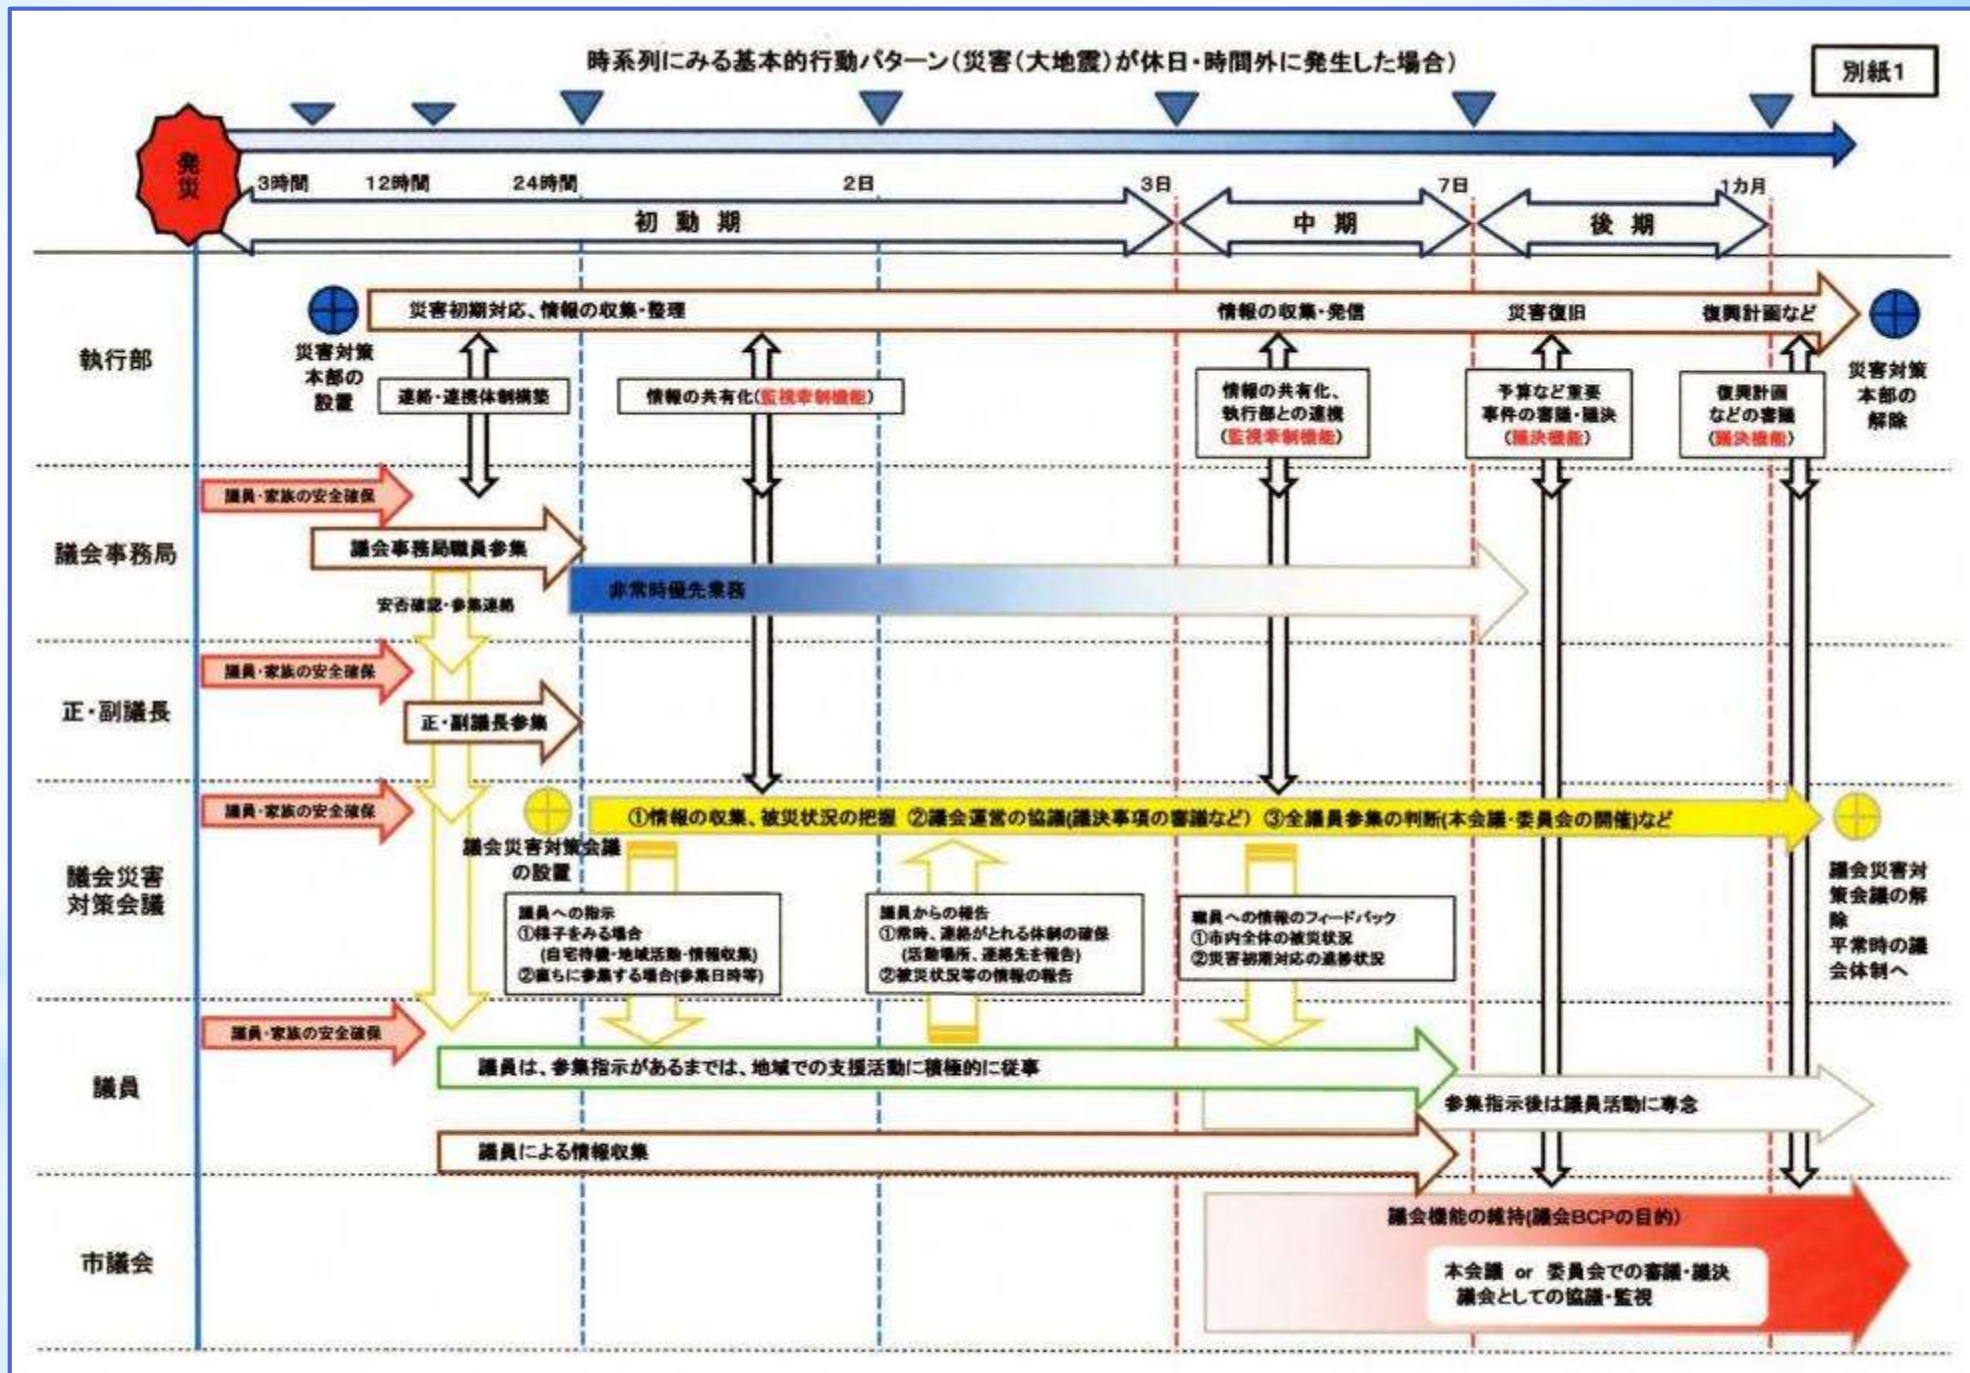 時系列にみる基本的行動パターン(災害(大地震)が休日・時間外に発生した場合)
別紙1
発災
3時間
12時間
24時間
2日
3日
7日
1カ月
初動期
中期
後期
執行部
災害初期対応、情報の収集・整理
情報の収集・発信
災害復旧
復興計画など
災害対策
本部の
設置
連絡・連携体制構築
情報の共有化(監視牽制機能)
情報の共有化、
執行部との連携
(監視牽制機能)
予算など重要
事件の審議・議決
(議決機能)
復興計画
などの審議
(議決機能)
災害対策
本部の
解除
議会事務局
議員・家族の安全確保
議会事務局職員参集
安否確認・参集連絡
非常時優先業務
正・副議長
議員・家族の安全確保
正・副議長参集
議会災害
対策会議
議員・家族の安全確保
①情報の収集、被災状況の把握 ②議会運営の協議(議決事項の審議など) ③全議員参集の判断(本会議・委員会の開催)など
議会災害対策会議
の設置
議員への指示
①様子をみる場合
(自宅待機・地域活動・情報収集)
②直ちに参集する場合(参集日時等)
議員からの報告
①常時、連絡がとれる体制の確保
(活動場所、連絡先を報告)
②被災状況等の情報の報告
職員への情報のフィードバック
①市内全体の被災状況
②災害初期対応の進捗状況
議会災害対
策会議の解
除
平常時の議
会体制へ
議員
議員・家族の安全確保
議員は、参集指示があるまでは、地域での支援活動に積極的に従事
参集指示後は議員活動に専念
議員による情報収集
市議会
議会機能の維持(議会BCPの目的)
本会議 or 委員会での審議・議決
議会としての協議・監視